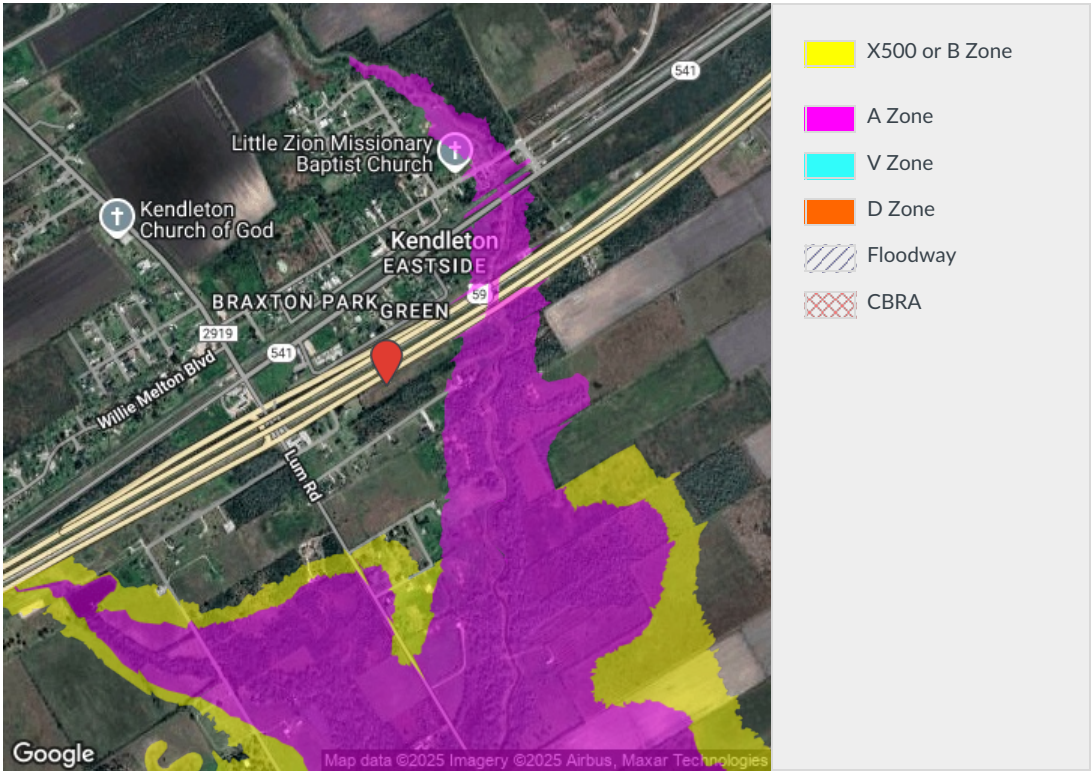 541
Little Zion Missionary
Baptist Church
Kendleton
Church of God
Kendleton
EASTSIDE
59
BRAXTON PARK
GREEN
2919
541
Willie Melton Blvd
Lum Rd
Google
Map data ©2025 Imagery ©2025 Airbus, Maxar Technologies
X500 or B Zone
A Zone
V Zone
D Zone
Floodway
CBRA